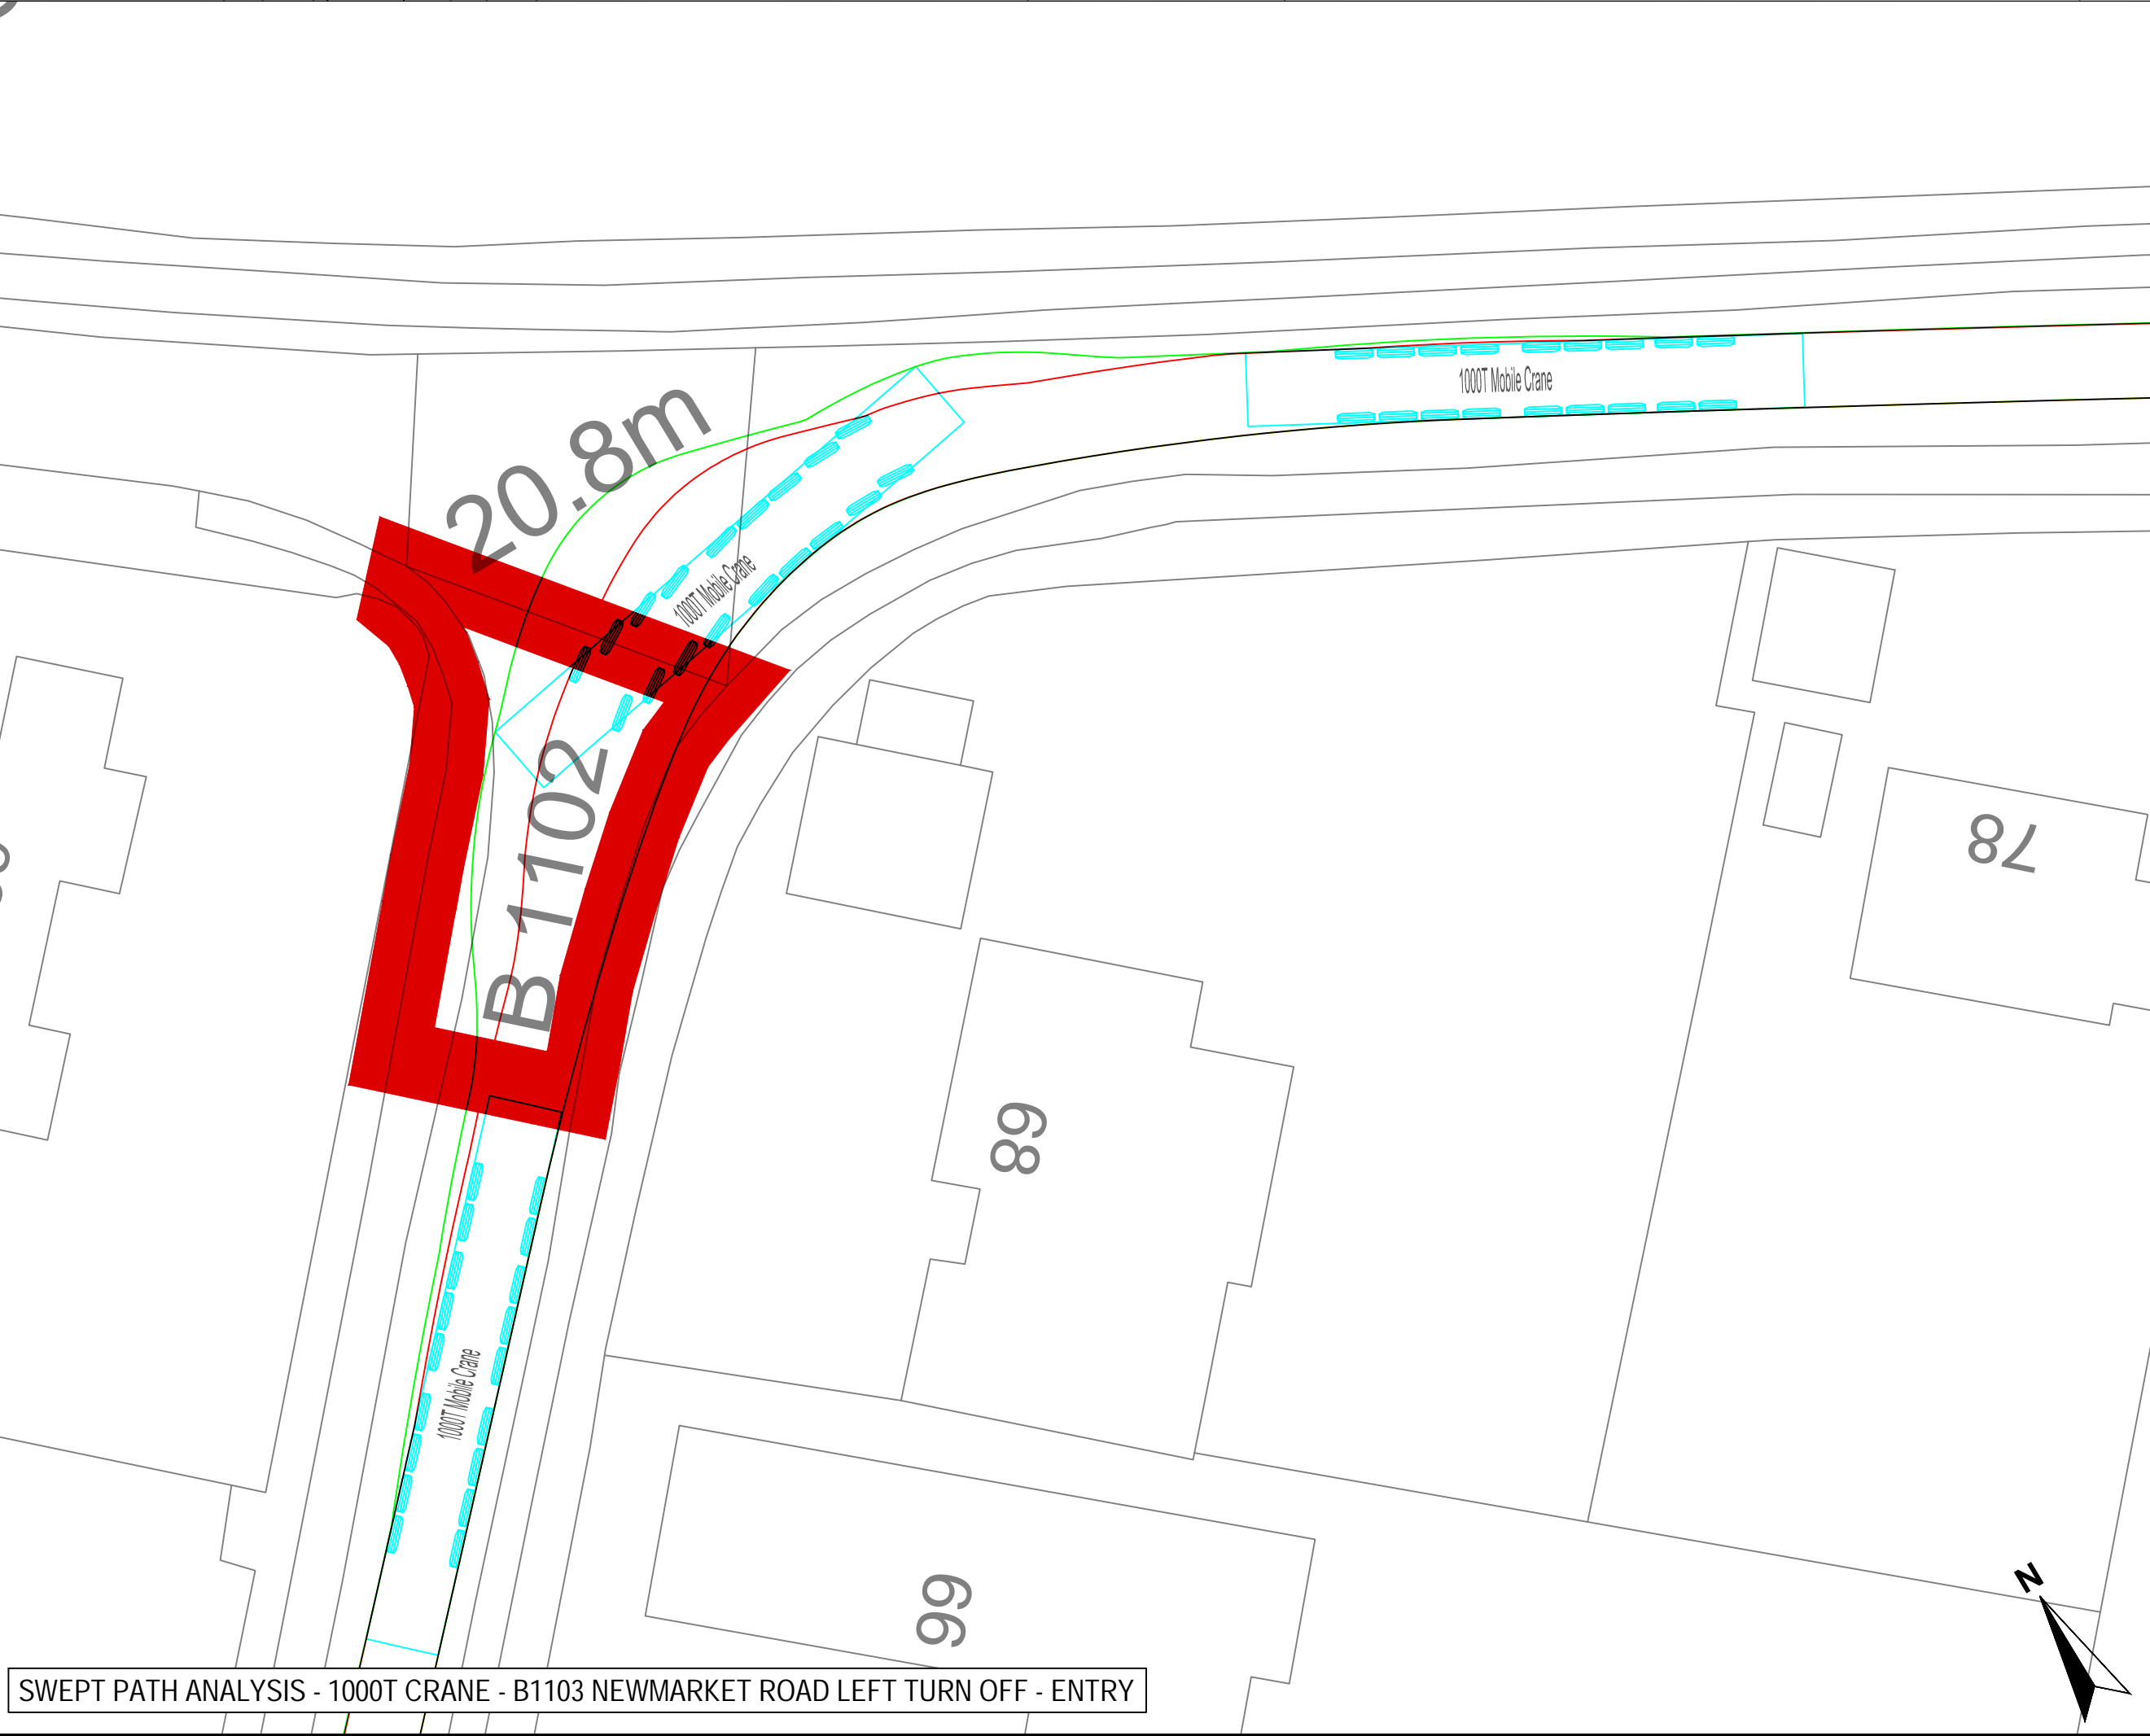 20.8m
1000T Mobile Crane
1000T Mobile Crane
B 1102
78
68
1000T Mobile Crane
66
N
SWEPT PATH ANALYSIS - 1000T CRANE - B1103 NEWMARKET ROAD LEFT TURN OFF - ENTRY